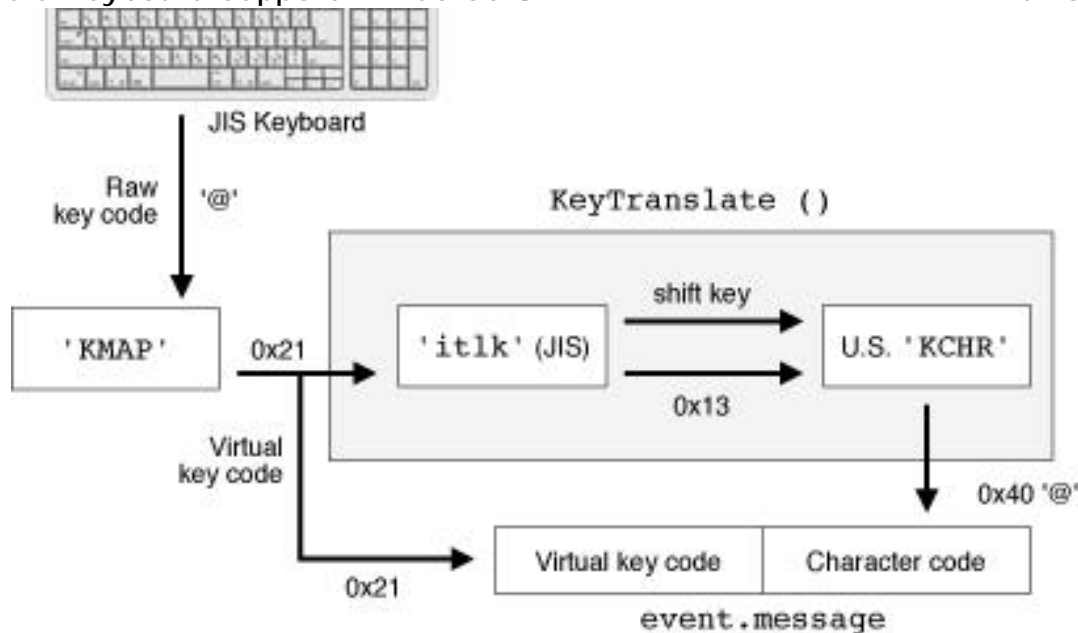 JIS Keyboard
Raw
key code
'@'
KeyTranslate ()
'KMAP'
0x21
'itlk' (JIS)
shift key
0x13
U.S. 'KCHR'
Virtual
key code
0x40 '@'
0x21
Virtual key code
Character code
event.message